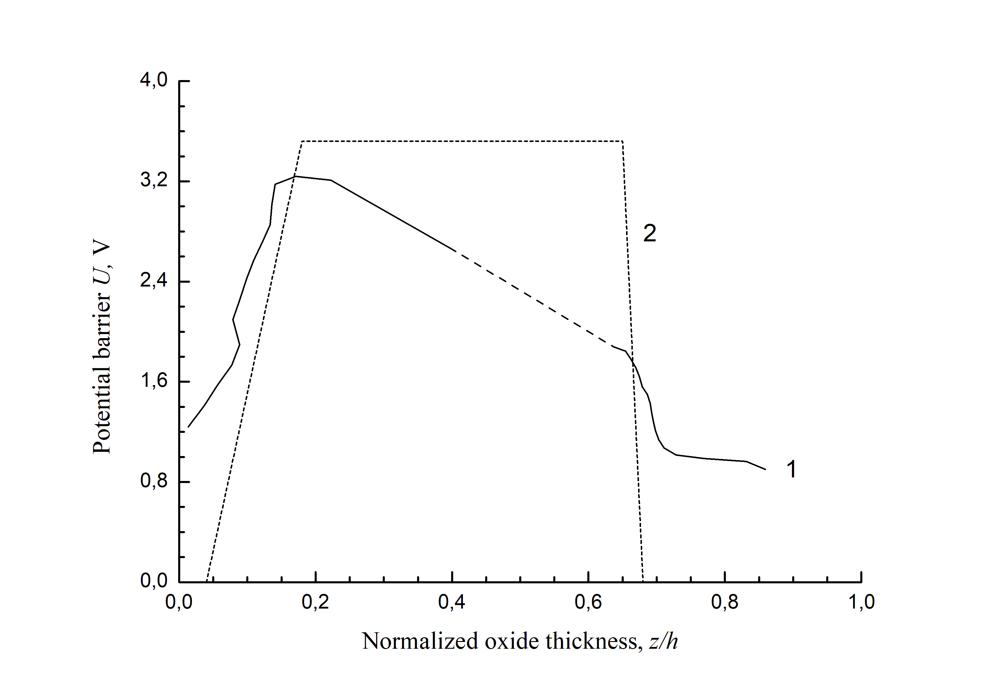 4,0
3,2
2,4
1,6
0,8
0,0
Potential barrier U, V
2
1
0,0 0,2 0,4 0,6 0,8 1,0
Normalized oxide thickness, z/h